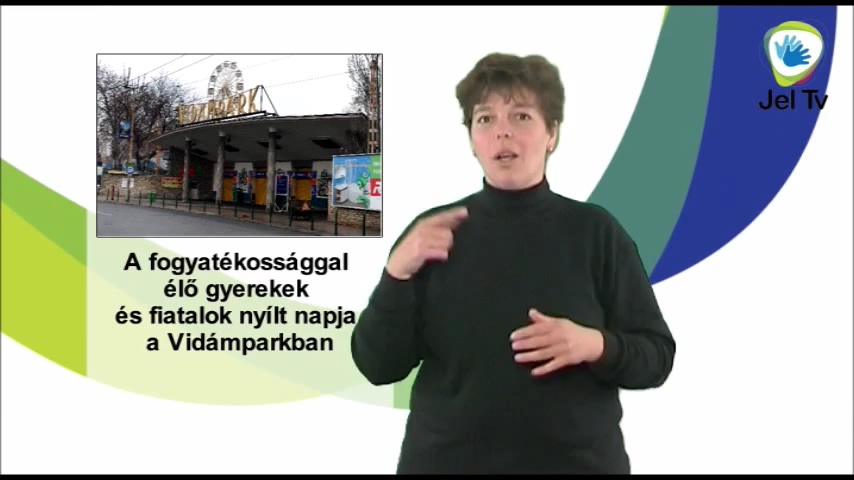 VIDÁMPARK
Jel Tv
A fogyatékossággal
élő gyerekek
és fiatalok nyílt napja
a Vidámparkban